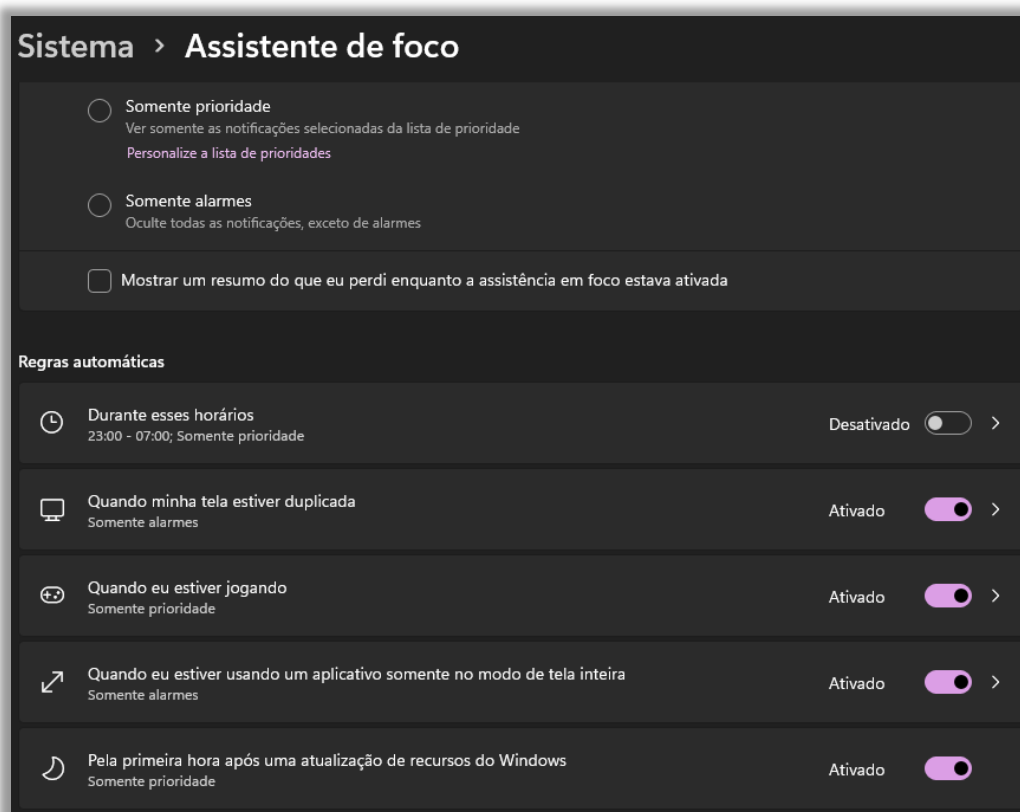 Sistema > Assistente de foco
Somente prioridade
Ver somente as notificações selecionadas da lista de prioridade
Personalize a lista de prioridades
Somente alarmes
Oculte todas as notificações, exceto de alarmes
Mostrar um resumo do que eu perdi enquanto a assistência em foco estava ativada
Regras automáticas
Durante esses horários
23:00 - 07:00; Somente prioridade
Desativado
Quando minha tela estiver duplicada
Somente alarmes
Ativado
Quando eu estiver jogando
Somente prioridade
Ativado
Quando eu estiver usando um aplicativo somente no modo de tela inteira
Somente alarmes
Ativado
Pela primeira hora após uma atualização de recursos do Windows
Somente prioridade
Ativado